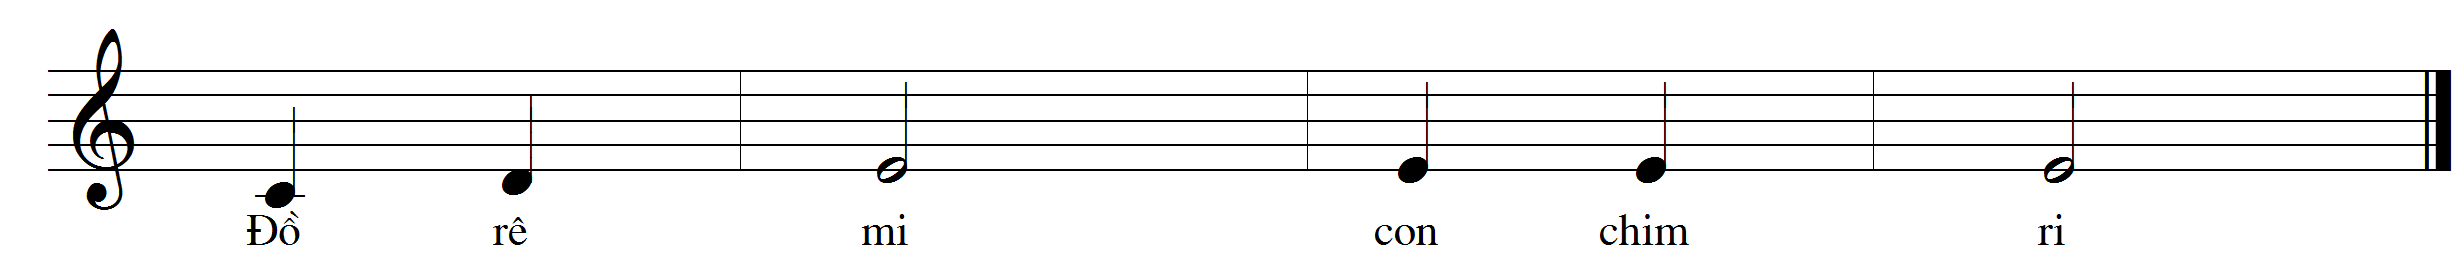 Đồ rê mi con chim ri